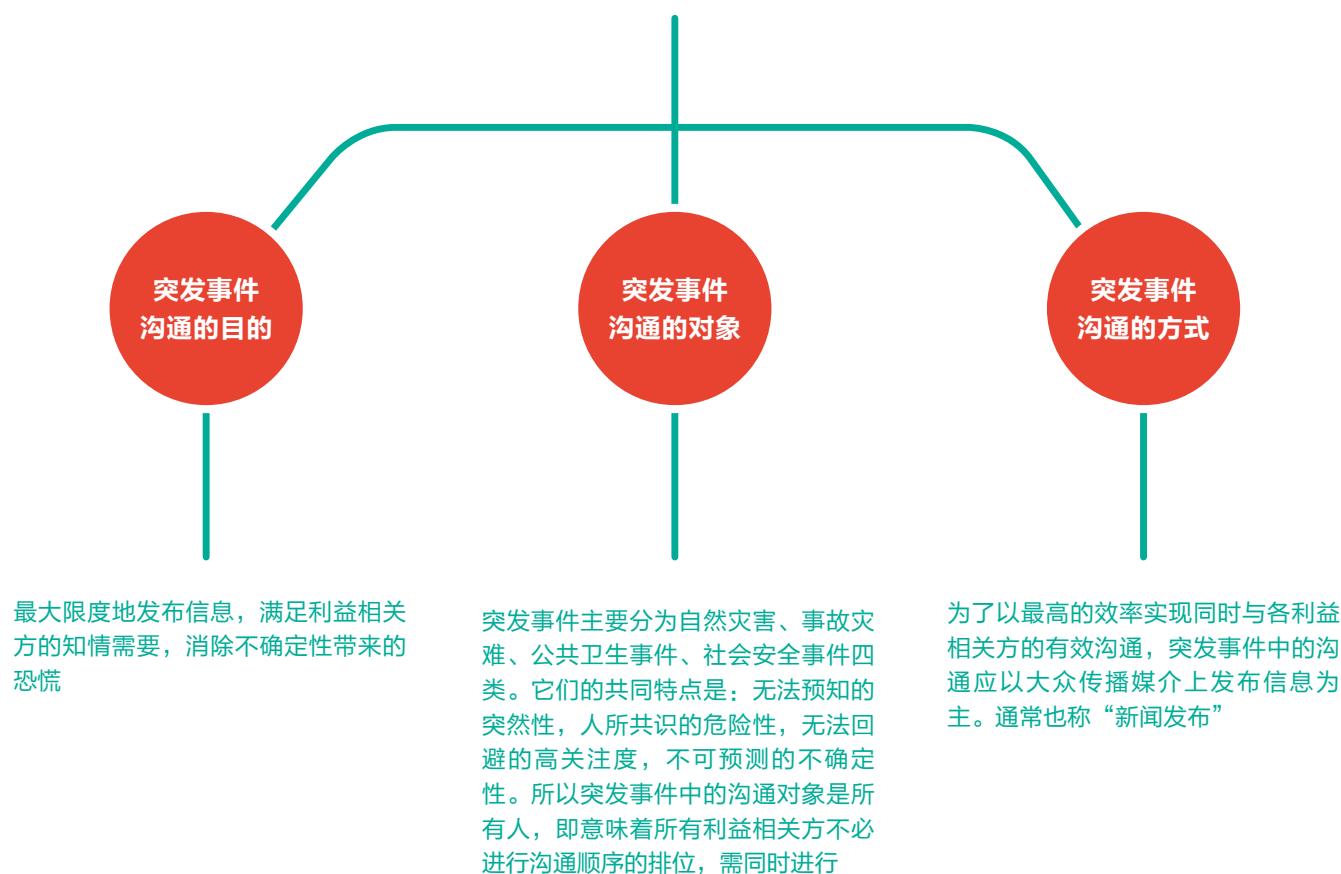 突发事件
沟通的目的
突发事件
沟通的对象
突发事件
沟通的方式
最大限度地发布信息，满足利益相关
方的知情需要，消除不确定性带来的
恐慌
突发事件主要分为自然灾害、事故灾
难、公共卫生事件、社会安全事件四
类。它们的共同特点是：无法预知的
突然性，人所共识的危险性，无法回
避的高关注度，不可预测的不确定
性。所以突发事件中的沟通对象是所
有人，即意味着所有利益相关方不必
进行沟通顺序的排位，需同时进行
为了以最高的效率实现同时与各利益
相关方的有效沟通，突发事件中的沟
通应以大众传播媒介上发布信息为
主。通常也称“新闻发布”